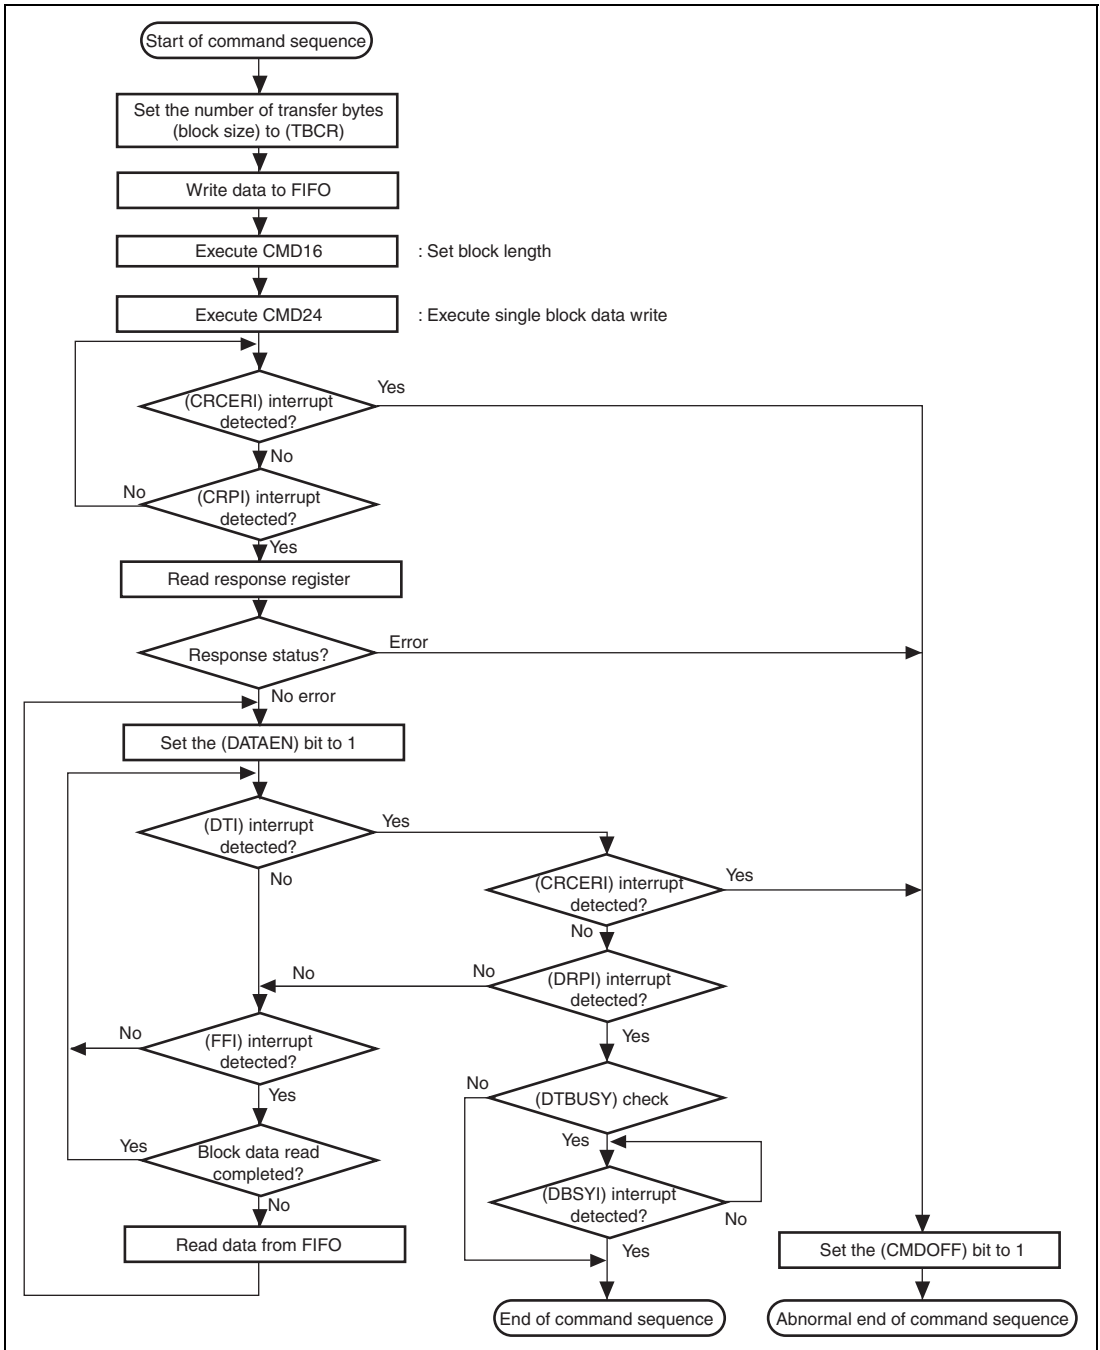 Start of command sequence
Set the number of transfer bytes
(block size) to (TBCR)
Write data to FIFO
Execute CMD16
: Set block length
Execute CMD24
: Execute single block data write
Yes
(CRCERI) interrupt
detected?
No
No
(CRPI) interrupt
detected?
Yes
Read response register
Error
Response status?
No error
Set the (DATAEN) bit to 1
(DTI) interrupt
detected?
Yes
No
(CRCERI) interrupt
detected?
Yes
No
No
No
(DRPI) interrupt
detected?
No
(FFI) interrupt
detected?
Yes
Yes
No
(DTBUSY) check
Yes
Block data read
completed?
Yes
No
(DBSYI) interrupt
detected?
No
Read data from FIFO
Yes
Set the (CMDOFF) bit to 1
End of command sequence
Abnormal end of command sequence